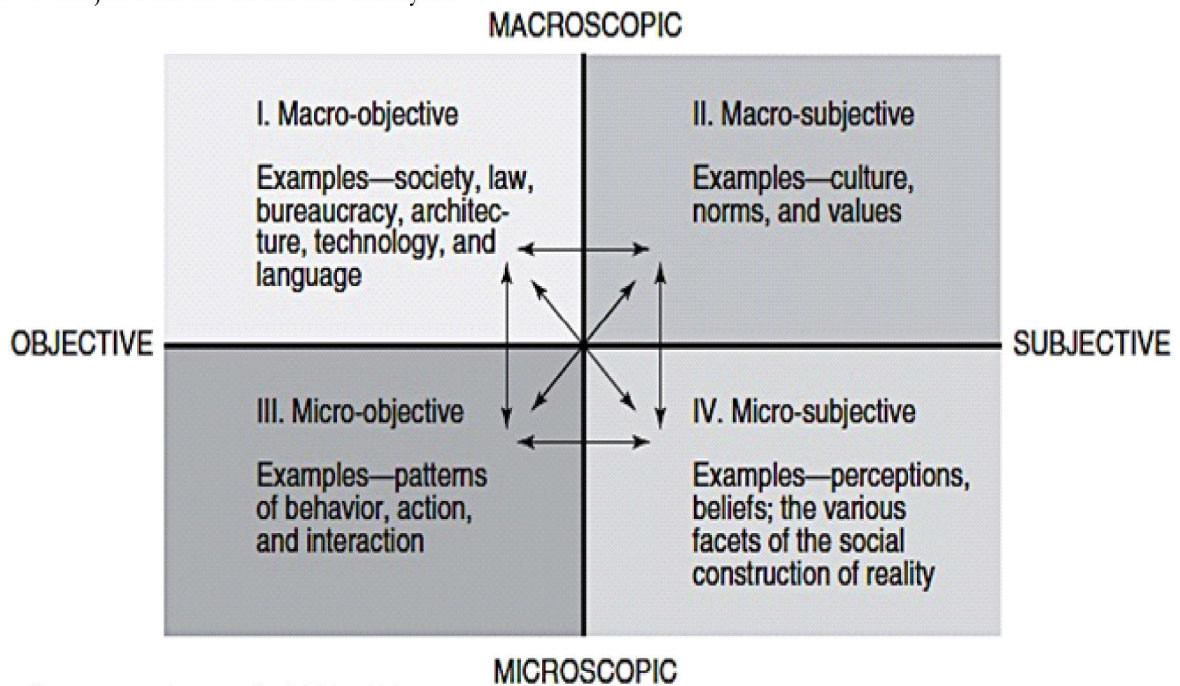 MACROSCOPIC
I. Macro-objective
Examples—society, law,
bureaucracy, architec-
ture, technology, and
language
II. Macro-subjective
Examples—culture,
norms, and values
OBJECTIVE
SUBJECTIVE
III. Micro-objective
Examples—patterns
of behavior, action,
and interaction
IV. Micro-subjective
Examples—perceptions,
beliefs; the various
facets of the social
construction of reality
MICROSCOPIC